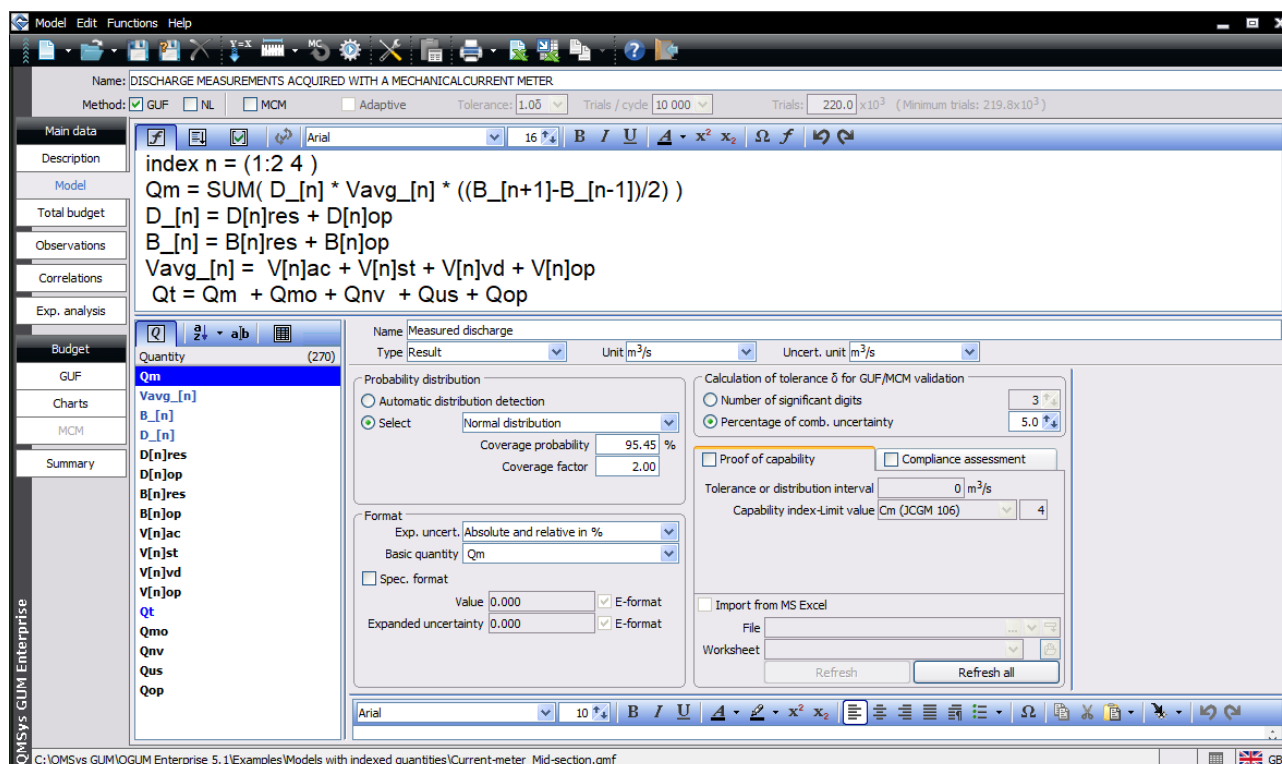 Model Edit Functions Help
Name: DISCHARGE MEASUREMENTS ACQUIRED WITH A MECHANICALCURRENT METER
Method: GUF NL MCM Adaptive Tolerance: 1.0δ Trials / cycle 10 000 Trials: 220.0 x10³ (Minimum trials: 219.8x10³)
Main data
Description
Model
Total budget
Observations
Correlations
Exp. analysis
Budget
GUF
Charts
MCM
Summary
QMSys GUM Enterprise
Arial 16 B I U A x² x₂ Ω f
index n = (1:2 4 )
Qm = SUM( D_[n] * Vavg_[n] * ((B_[n+1]-B_[n-1])/2) )
D_[n] = D[n]res + D[n]op
B_[n] = B[n]res + B[n]op
Vavg_[n] = V[n]ac + V[n]st + V[n]vd + V[n]op
Qt = Qm + Qmo + Qnv + Qus + Qop
Quantity (270)
Qm
Vavg_[n]
B_[n]
D_[n]
D[n]res
D[n]op
B[n]res
B[n]op
V[n]ac
V[n]st
V[n]vd
V[n]op
Qt
Qmo
Qnv
Qus
Qop
Name Measured discharge
Type Result Unit m³/s Uncert. unit m³/s
Probability distribution
Automatic distribution detection
Select Normal distribution
Coverage probability 95.45 %
Coverage factor 2.00
Format
Exp. uncert. Absolute and relative in %
Basic quantity Qm
Spec. format
Value 0.000 E-format
Expanded uncertainty 0.000 E-format
Calculation of tolerance δ for GUF/MCM validation
Number of significant digits 3
Percentage of comb. uncertainty 5.0
Proof of capability Compliance assessment
Tolerance or distribution interval 0 m³/s
Capability index-Limit value Cm (JCGM 106) 4
Import from MS Excel
File ...
Worksheet
Refresh Refresh all
Arial 10 B I U A x² x₂ Ω
C:\QMSys GUM\QGUM Enterprise 5.1\Examples\Models with indexed quantities\Current-meter_Mid-section.gmf GB